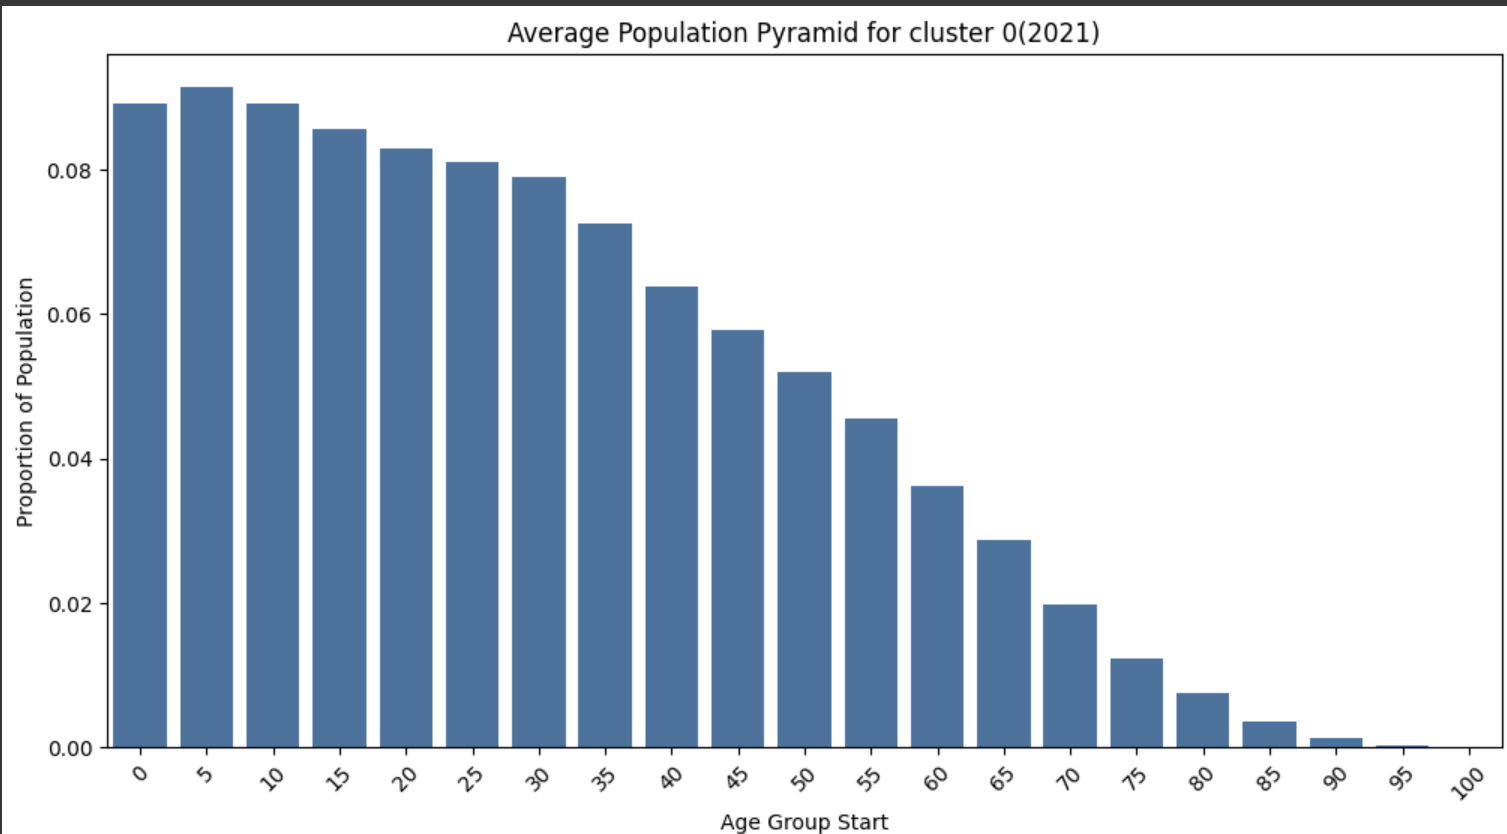 Average Population Pyramid for cluster 0(2021)
Proportion of Population
0.08
0.06
0.04
0.02
0.00
0 5 10 15 20 25 30 35 40 45 50 55 60 65 70 75 80 85 90 95 100
Age Group Start